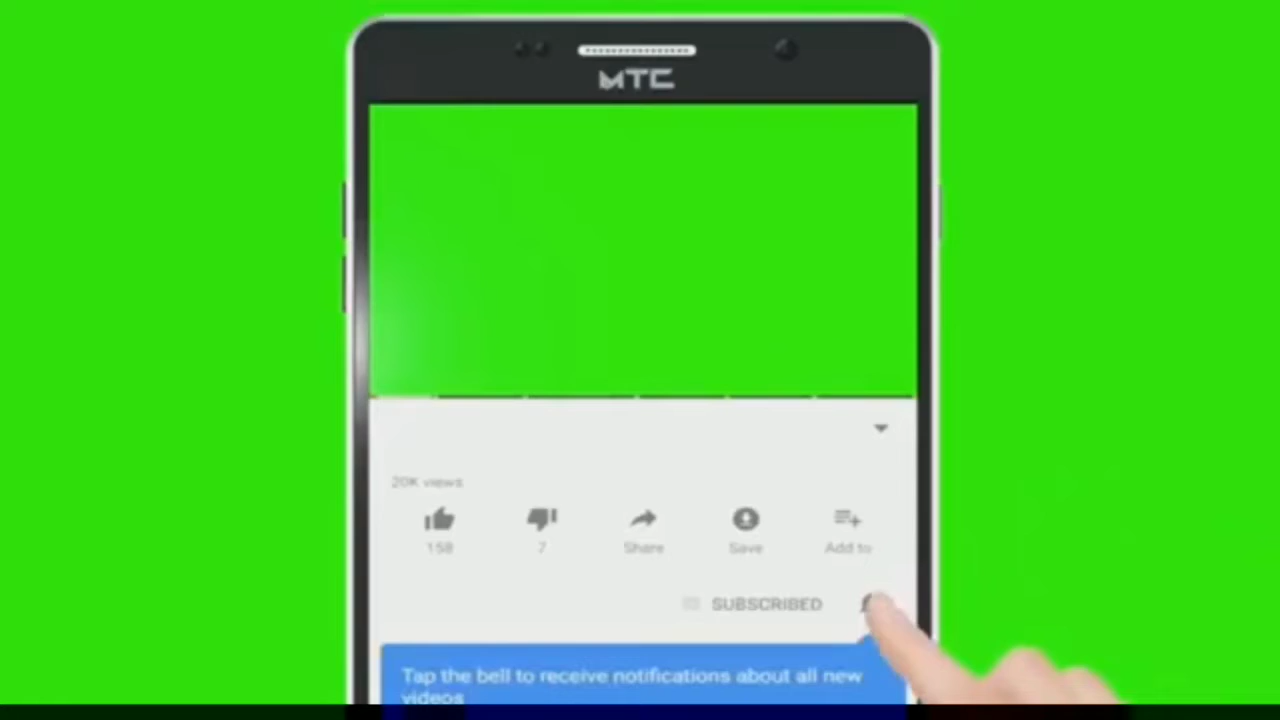 MTC
20K views
158 7 Share Save Add to
SUBSCRIBED
Tap the bell to receive notifications about all new
videos